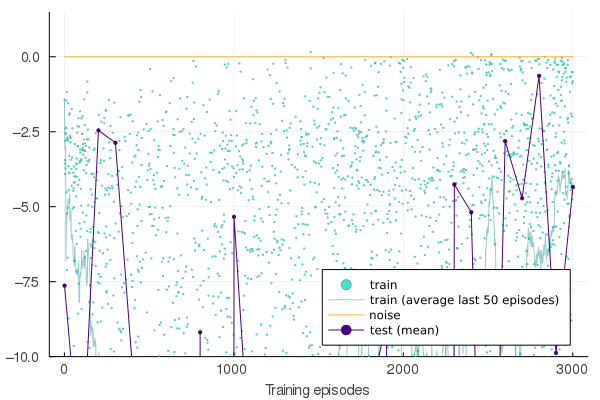 0.0
−2.5
−5.0
−7.5
−10.0
train
train (average last 50 episodes)
noise
test (mean)
0
1000
2000
3000
Training episodes